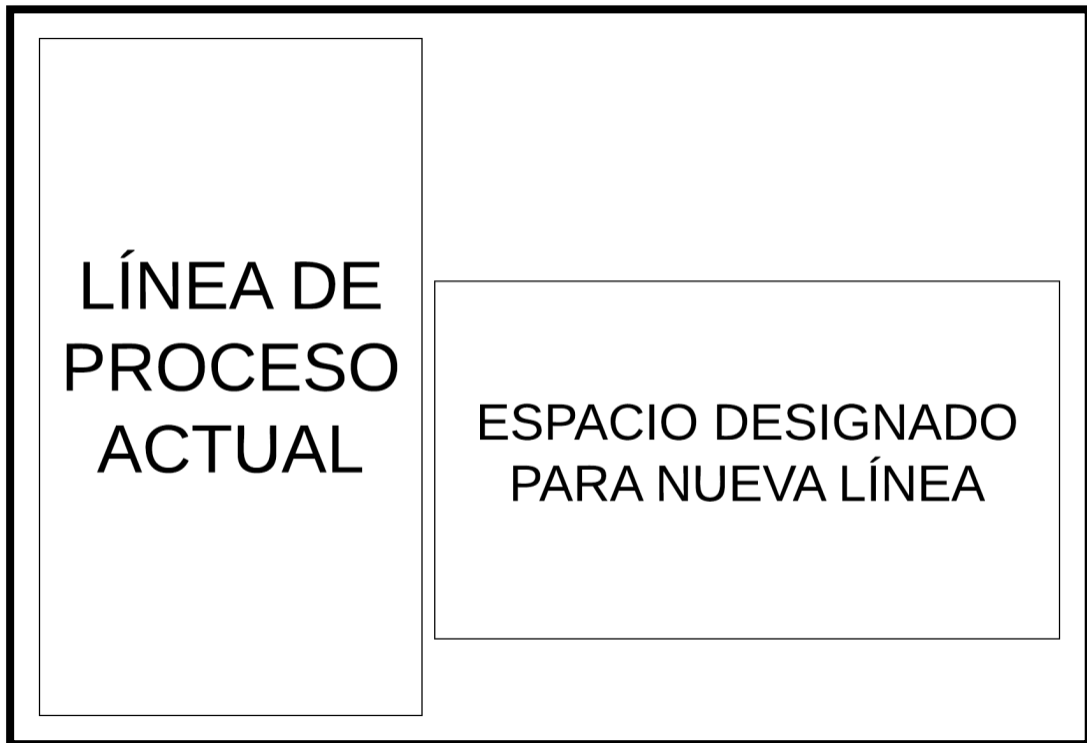 LÍNEA DE
PROCESO
ACTUAL
ESPACIO DESIGNADO
PARA NUEVA LÍNEA